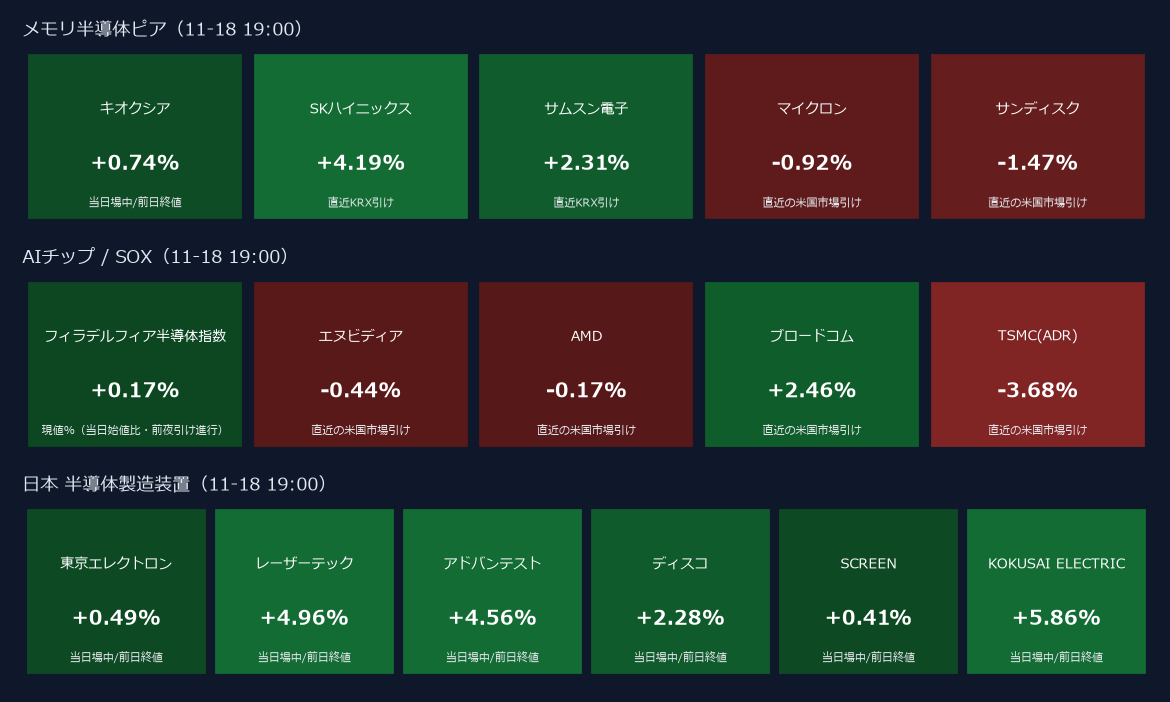 メモリ半導体ピア（11-18 19:00）
キオクシア
+0.74%
当日場中/前日終値
SKハイニックス
+4.19%
直近KRX引け
サムスン電子
+2.31%
直近KRX引け
マイクロン
-0.92%
直近の米国市場引け
サンディスク
-1.47%
直近の米国市場引け
AIチップ / SOX（11-18 19:00）
フィラデルフィア半導体指数
+0.17%
現値%（当日始値比・前夜引け進行）
エヌビディア
-0.44%
直近の米国市場引け
AMD
-0.17%
直近の米国市場引け
ブロードコム
+2.46%
直近の米国市場引け
TSMC(ADR)
-3.68%
直近の米国市場引け
日本 半導体製造装置（11-18 19:00）
東京エレクトロン
+0.49%
当日場中/前日終値
レーザーテック
+4.96%
当日場中/前日終値
アドバンテスト
+4.56%
当日場中/前日終値
ディスコ
+2.28%
当日場中/前日終値
SCREEN
+0.41%
当日場中/前日終値
KOKUSAI ELECTRIC
+5.86%
当日場中/前日終値